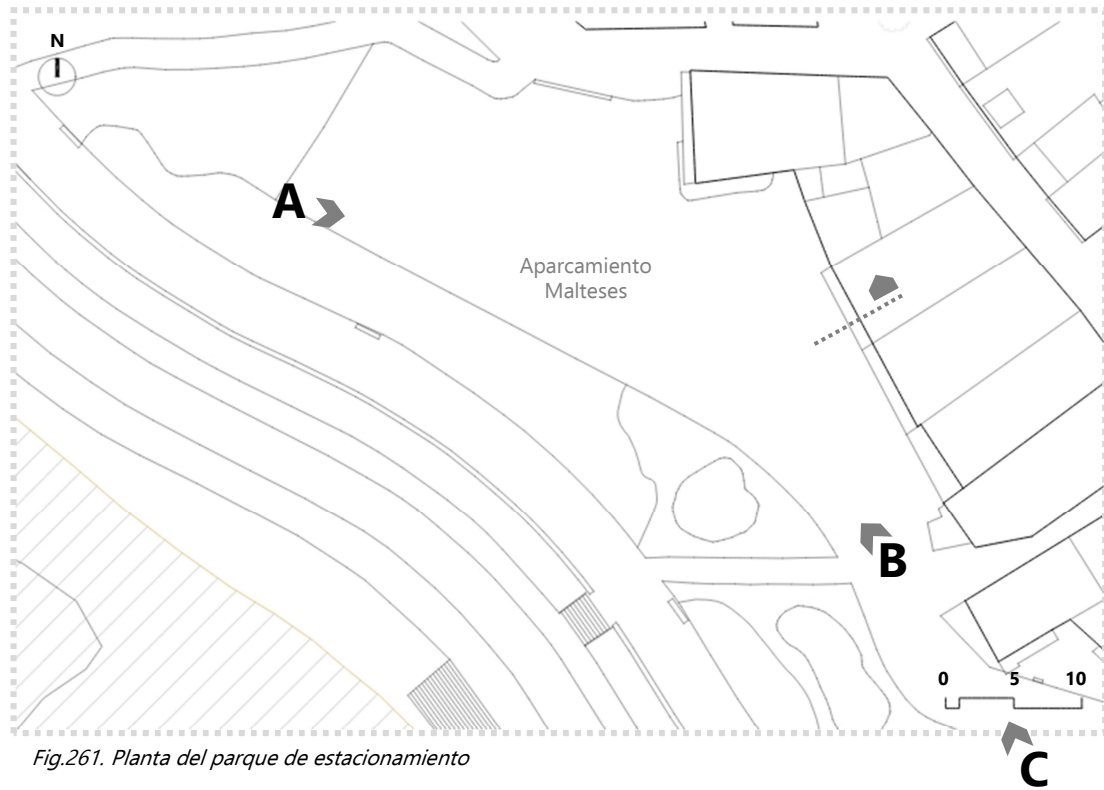 N
A
Aparcamiento
Malteses
B
0 5 10
C
Fig.261. Planta del parque de estacionamiento